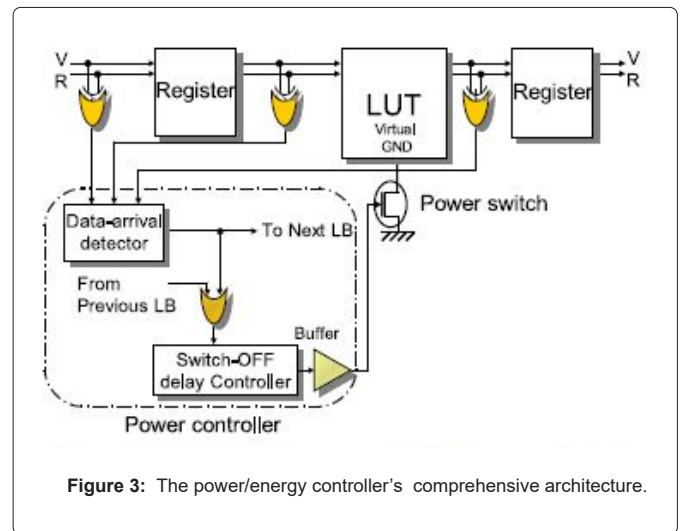 V
R
Register
LUT
Virtual
GND
Register
V
R
Power switch
Data-arrival
detector
To Next LB
From
Previous LB
Buffer
Switch-OFF
delay Controller
Power controller
Figure 3: The power/energy controller's comprehensive architecture.